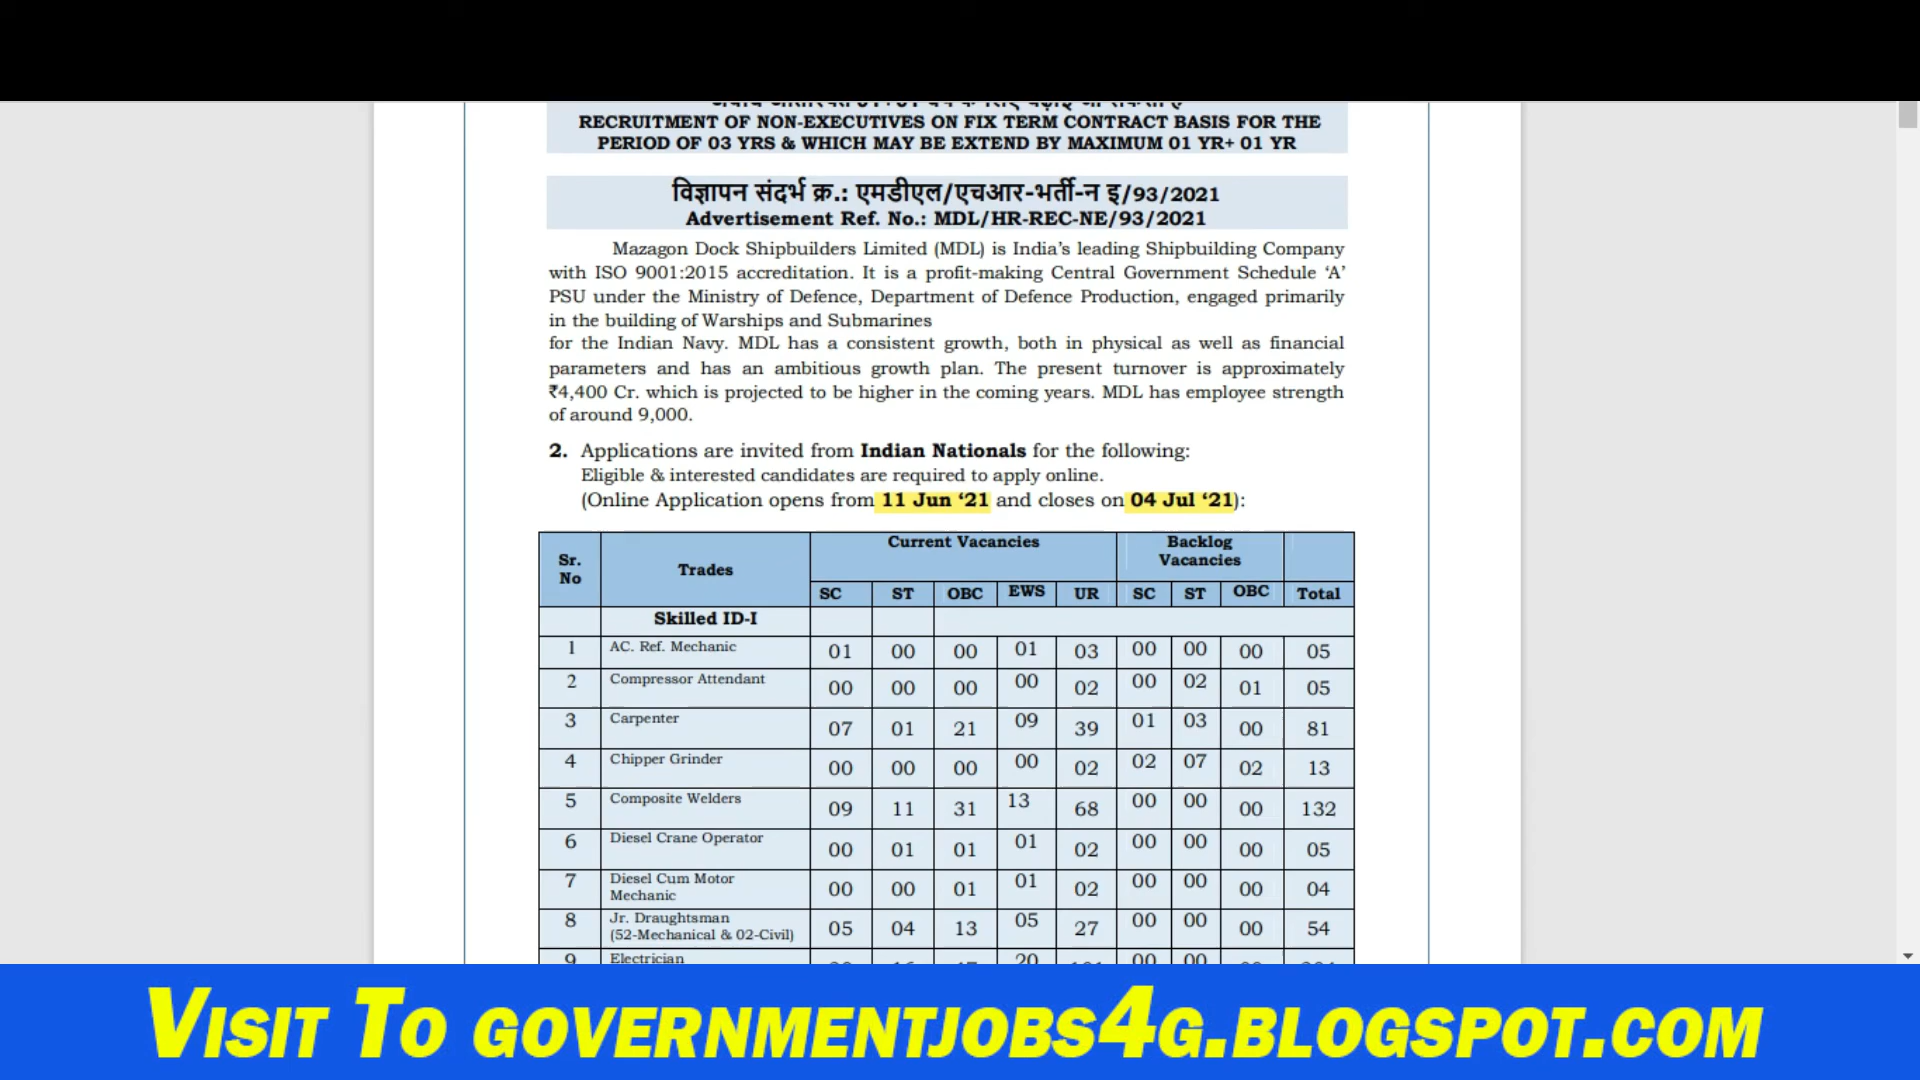 RECRUITMENT OF NON-EXECUTIVES ON FIX TERM CONTRACT BASIS FOR THE
PERIOD OF 03 YRS & WHICH MAY BE EXTEND BY MAXIMUM 01 YR+ 01 YR
विज्ञापन संदर्भ क्र.: एमडीएल/एचआर-भर्ती-न इ/93/2021
Advertisement Ref. No.: MDL/HR-REC-NE/93/2021
Mazagon Dock Shipbuilders Limited (MDL) is India’s leading Shipbuilding Company
with ISO 9001:2015 accreditation. It is a profit-making Central Government Schedule ‘A’
PSU under the Ministry of Defence, Department of Defence Production, engaged primarily
in the building of Warships and Submarines
for the Indian Navy. MDL has a consistent growth, both in physical as well as financial
parameters and has an ambitious growth plan. The present turnover is approximately
₹4,400 Cr. which is projected to be higher in the coming years. MDL has employee strength
of around 9,000.
2. Applications are invited from Indian Nationals for the following:
Eligible & interested candidates are required to apply online.
(Online Application opens from 11 Jun ‘21 and closes on 04 Jul ‘21):
Sr. No Trades Current Vacancies Backlog Vacancies
SC ST OBC EWS UR SC ST OBC Total
Skilled ID-I
1 AC. Ref. Mechanic 01 00 00 01 03 00 00 00 05
2 Compressor Attendant 00 00 00 00 02 00 02 01 05
3 Carpenter 07 01 21 09 39 01 03 00 81
4 Chipper Grinder 00 00 00 00 02 02 07 02 13
5 Composite Welders 09 11 31 13 68 00 00 00 132
6 Diesel Crane Operator 00 01 01 01 02 00 00 00 05
7 Diesel Cum Motor Mechanic 00 00 01 01 02 00 00 00 04
8 Jr. Draughtsman (52-Mechanical & 02-Civil) 05 04 13 05 27 00 00 00 54
9 Electrician 20 00 00
VISIT TO GOVERNMENTJOBS4G.BLOGSPOT.COM